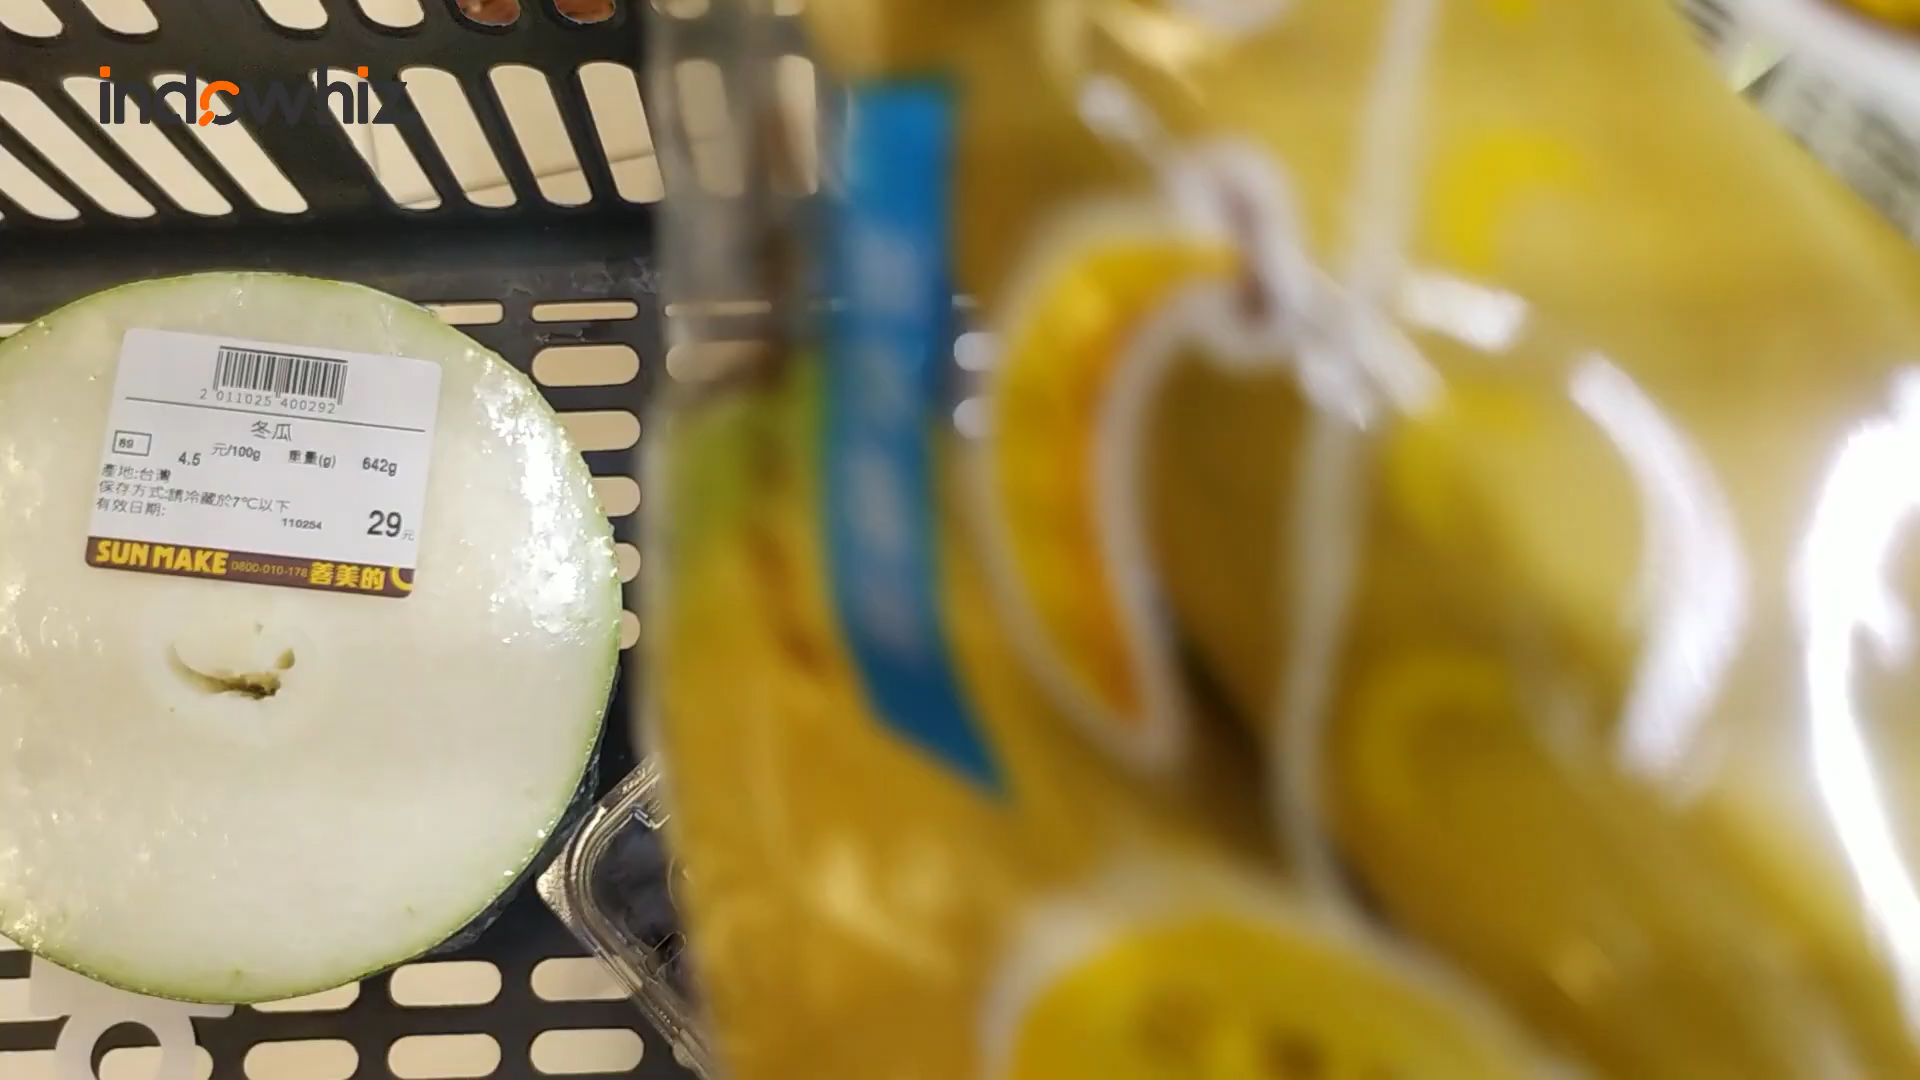 indowhiz
2 011025 400292
冬瓜
89 4.5 元/100g 重量(g) 642g
產地:台灣
保存方式:請冷藏於7°C以下
有效日期: 110254 29元
SUNMAKE 0800-010-178 善美的